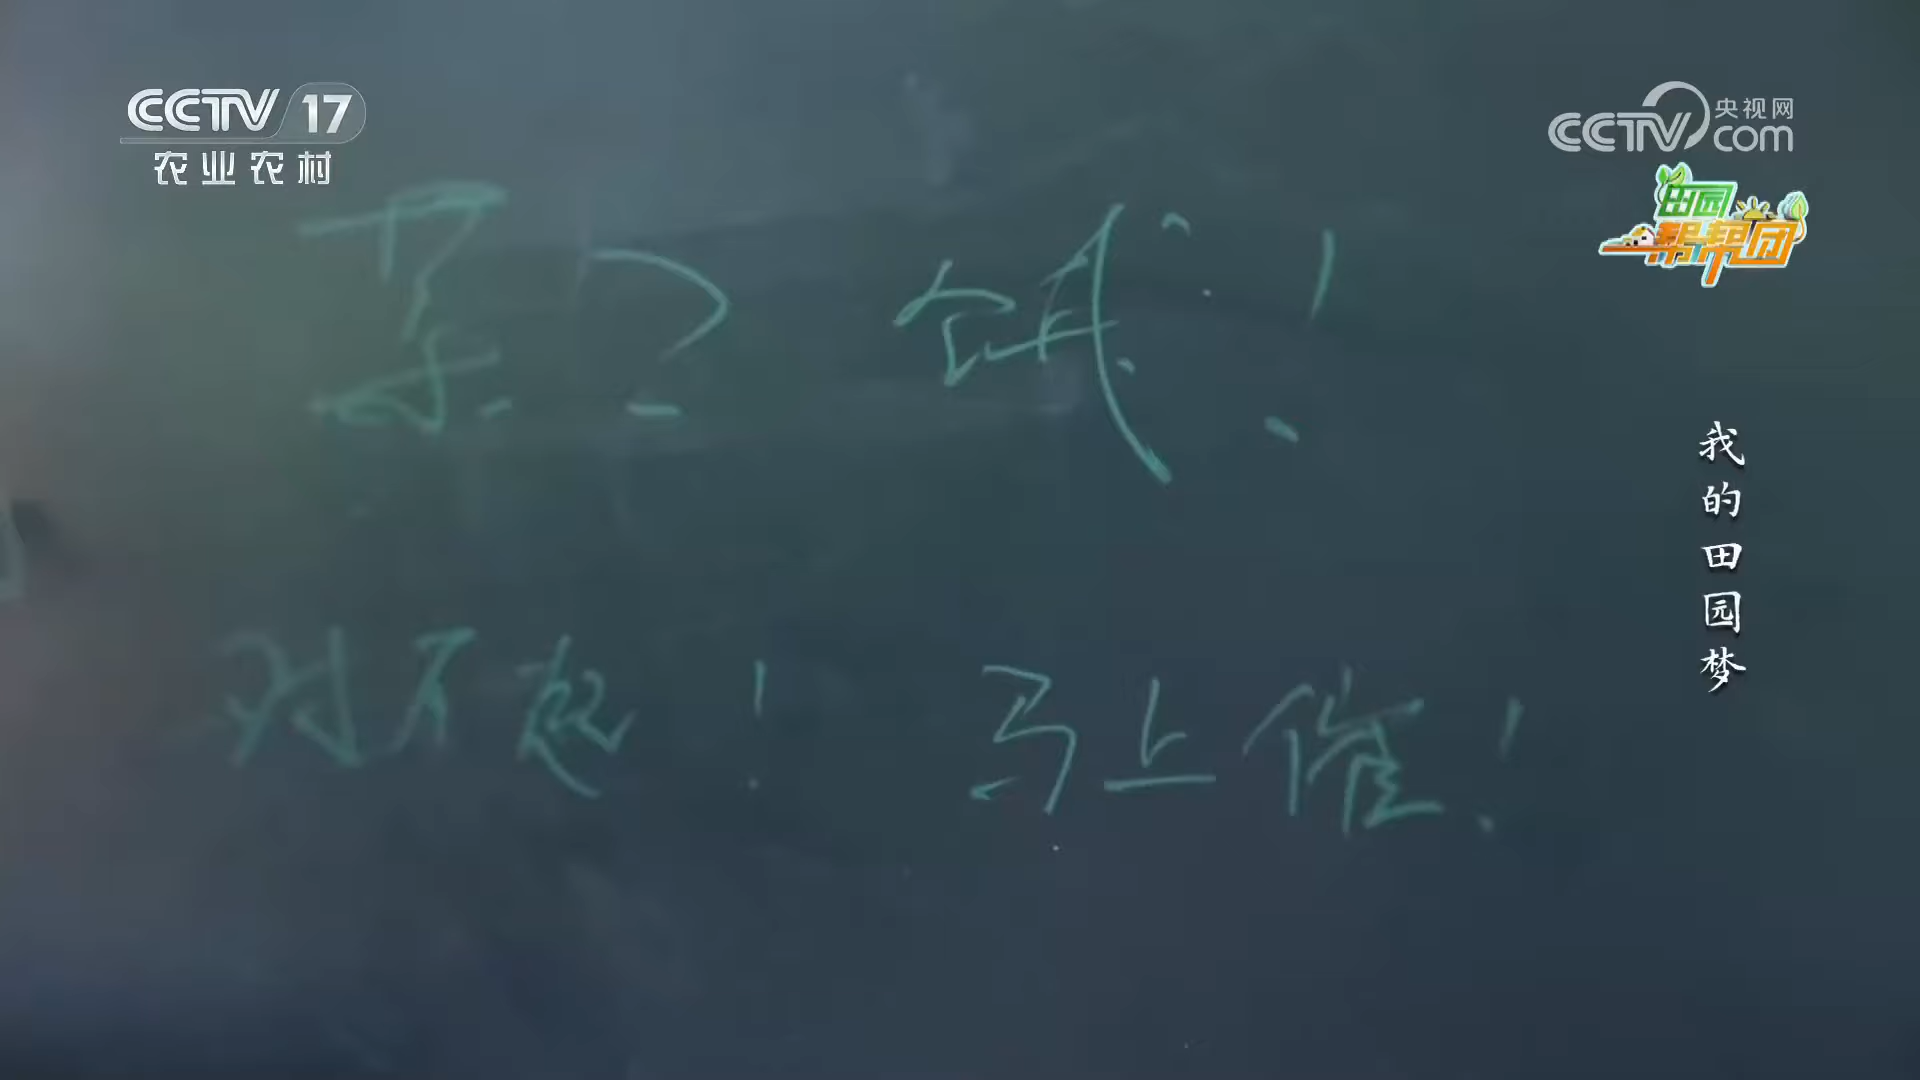 CCTV 17
农业农村
CCTV com 央视网
田园
帮帮团
菜? 饿!
我的田园梦
对不起! 马上催!